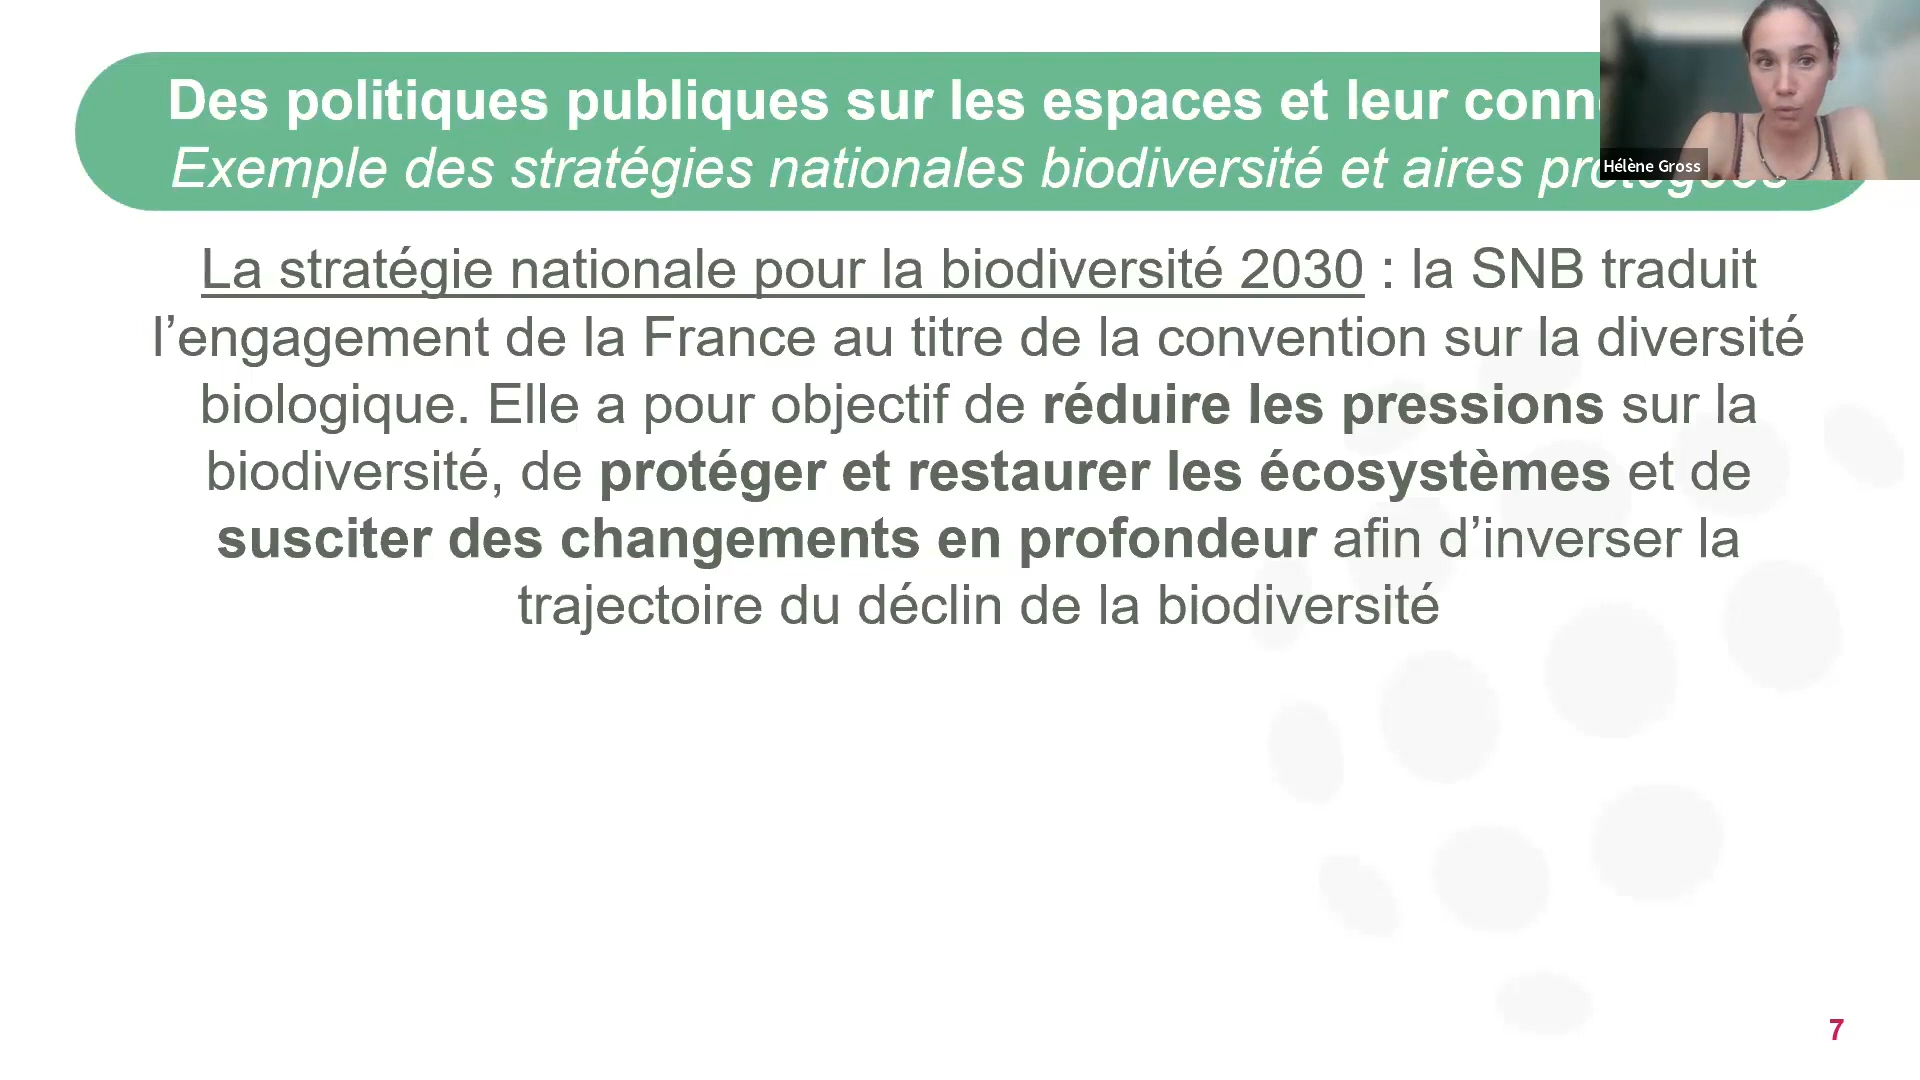 Des politiques publiques sur les espaces et leur
Exemple des stratégies nationales biodiversité et aires
Hélène Gross
La stratégie nationale pour la biodiversité 2030 : la SNB traduit
l’engagement de la France au titre de la convention sur la diversité
biologique. Elle a pour objectif de réduire les pressions sur la
biodiversité, de protéger et restaurer les écosystèmes et de
susciter des changements en profondeur afin d’inverser la
trajectoire du déclin de la biodiversité
7